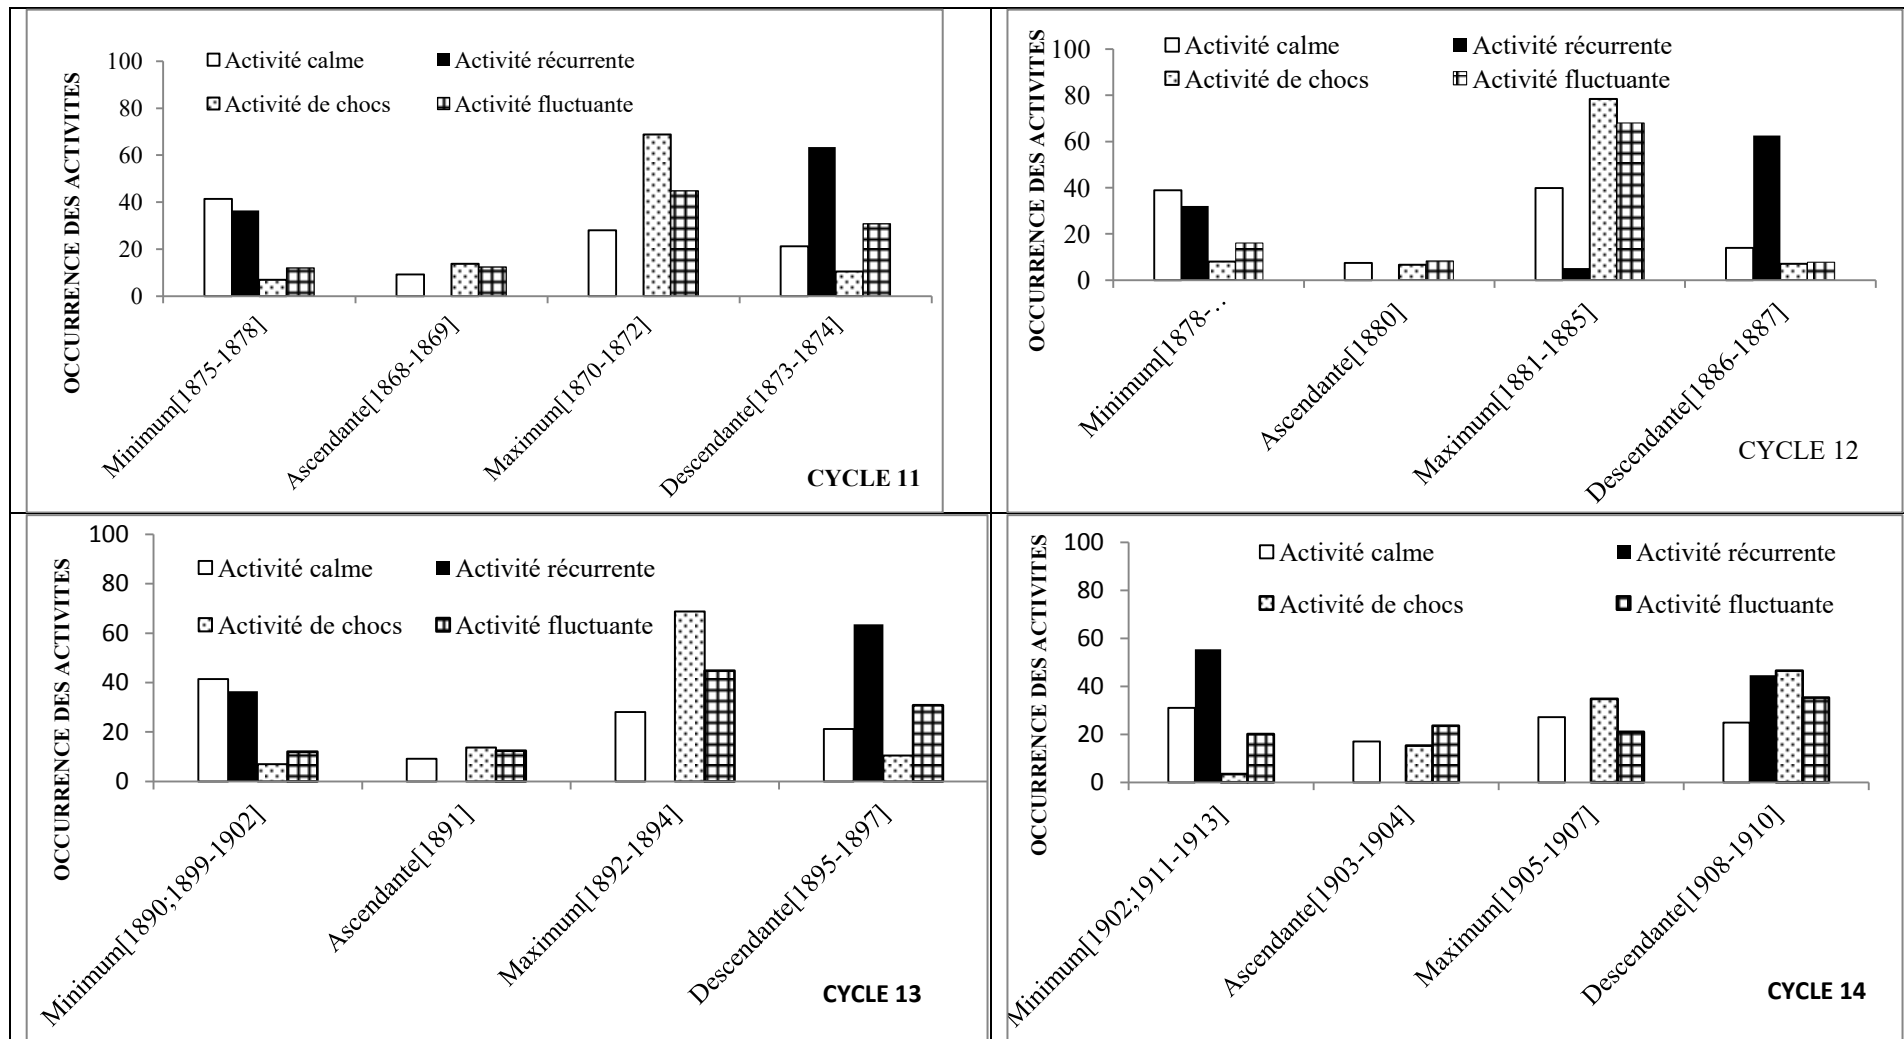 OCCURRENCE DES ACTIVITES
Activité calme
Activité récurrente
Activité de chocs
Activité fluctuante
100
80
60
40
20
0
Minimum[1875-1878]
Ascendante[1868-1869]
Maximum[1870-1872]
Descendante[1873-1874]
CYCLE 11
OCCURRENCE DES ACTIVITES
Activité calme
Activité récurrente
Activité de chocs
Activité fluctuante
100
80
60
40
20
0
Minimum[1878-…
Ascendante[1880]
Maximum[1881-1885]
Descendante[1886-1887]
CYCLE 12
OCCURRENCE DES ACTIVITES
Activité calme
Activité récurrente
Activité de chocs
Activité fluctuante
100
80
60
40
20
0
Minimum[1890;1899-1902]
Ascendante[1891]
Maximum[1892-1894]
Descendante[1895-1897]
CYCLE 13
OCCURRENCE DES ACTIVITES
Activité calme
Activité récurrente
Activité de chocs
Activité fluctuante
100
80
60
40
20
0
Minimum[1902;1911-1913]
Ascendante[1903-1904]
Maximum[1905-1907]
Descendante[1908-1910]
CYCLE 14